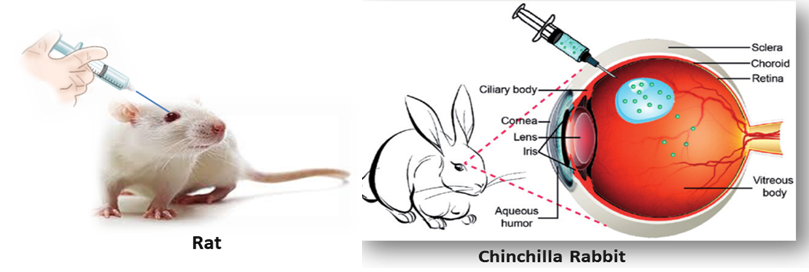 Rat
Sclera
Choroid
Retina
Ciliary body
Cornea
Lens
Iris
Vitreous
body
Aqueous
humor
Chinchilla Rabbit